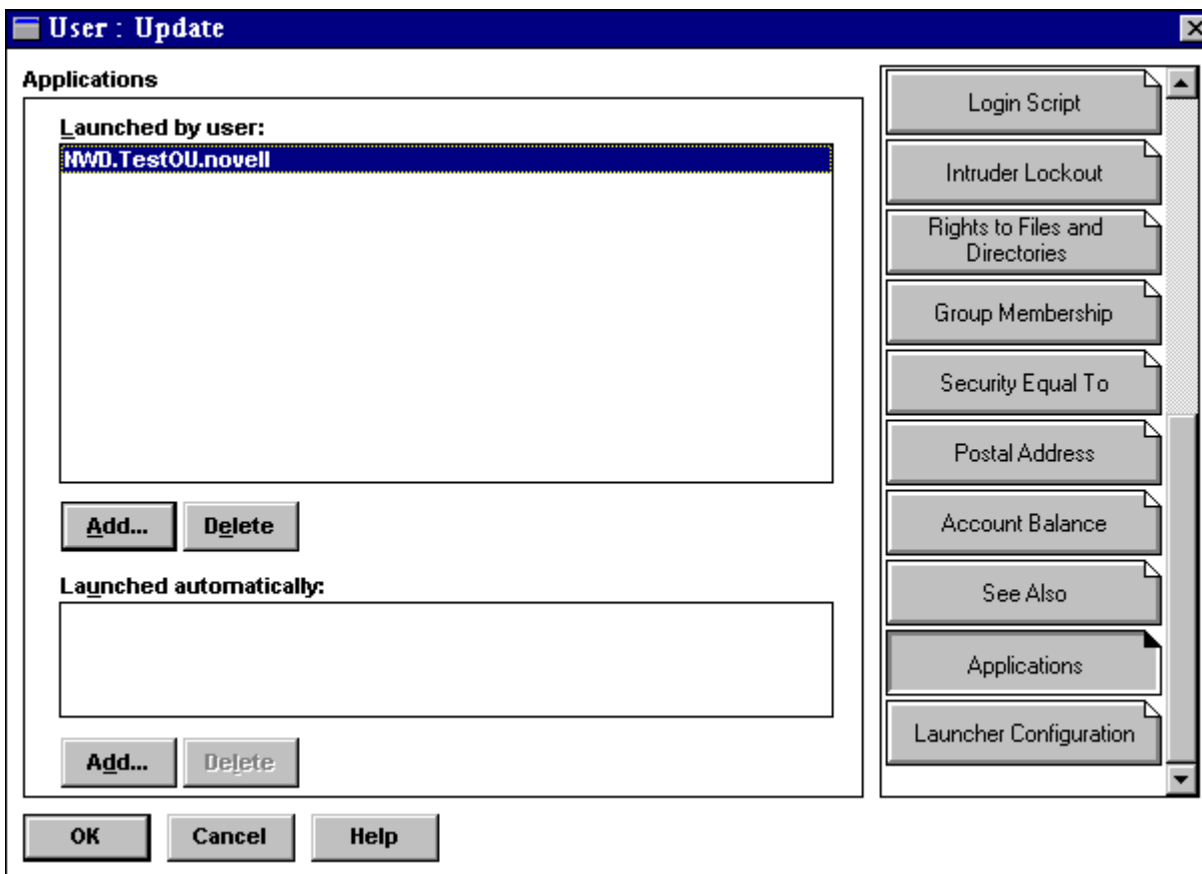 User : Update
Applications
Launched by user:
NWD.TestOU.novell
Add...
Delete
Launched automatically:
Add...
Delete
OK
Cancel
Help
Login Script
Intruder Lockout
Rights to Files and
Directories
Group Membership
Security Equal To
Postal Address
Account Balance
See Also
Applications
Launcher Configuration